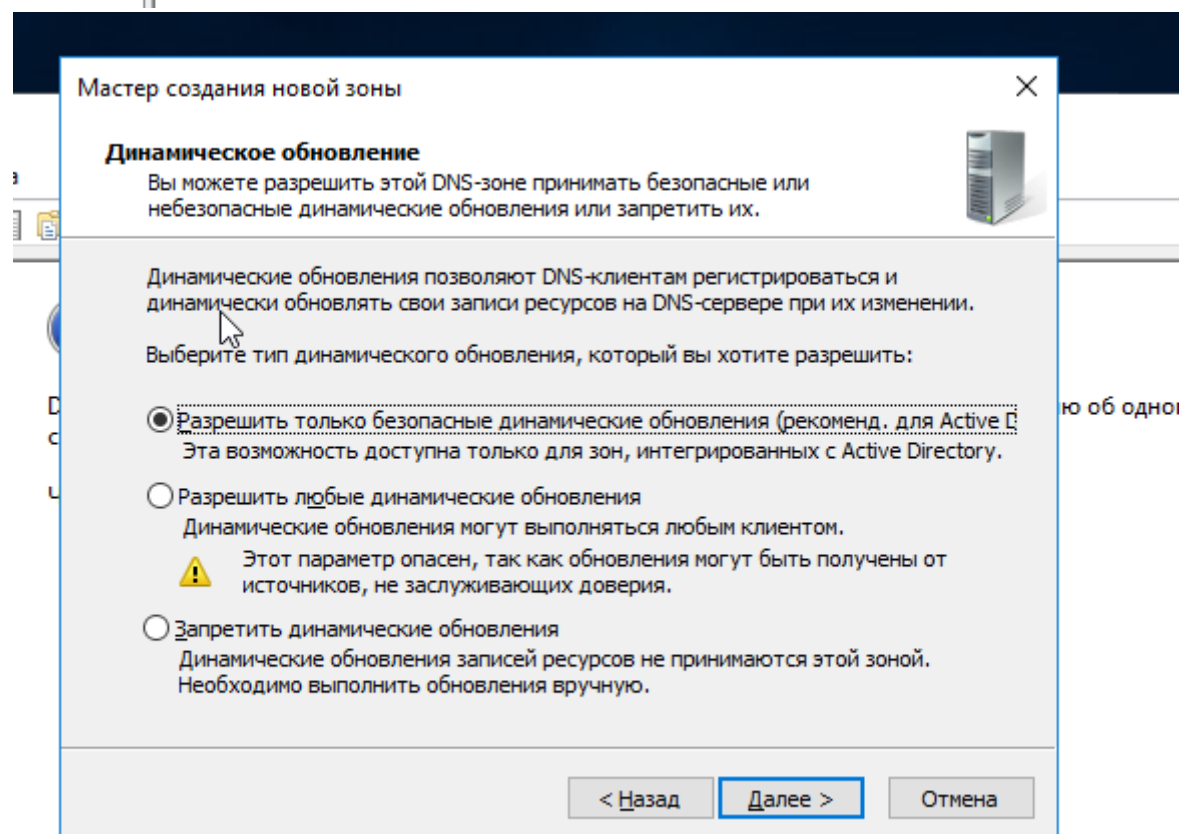 Мастер создания новой зоны
Динамическое обновление
Вы можете разрешить этой DNS-зоне принимать безопасные или
небезопасные динамические обновления или запретить их.
Динамические обновления позволяют DNS-клиентам регистрироваться и
динамически обновлять свои записи ресурсов на DNS-сервере при их изменении.
Выберите тип динамического обновления, который вы хотите разрешить:
Разрешить только безопасные динамические обновления (рекоменд. для Active D
Эта возможность доступна только для зон, интегрированных с Active Directory.
Разрешить любые динамические обновления
Динамические обновления могут выполняться любым клиентом.
Этот параметр опасен, так как обновления могут быть получены от
источников, не заслуживающих доверия.
Запретить динамические обновления
Динамические обновления записей ресурсов не принимаются этой зоной.
Необходимо выполнить обновления вручную.
< Назад
Далее >
Отмена
ю об одно